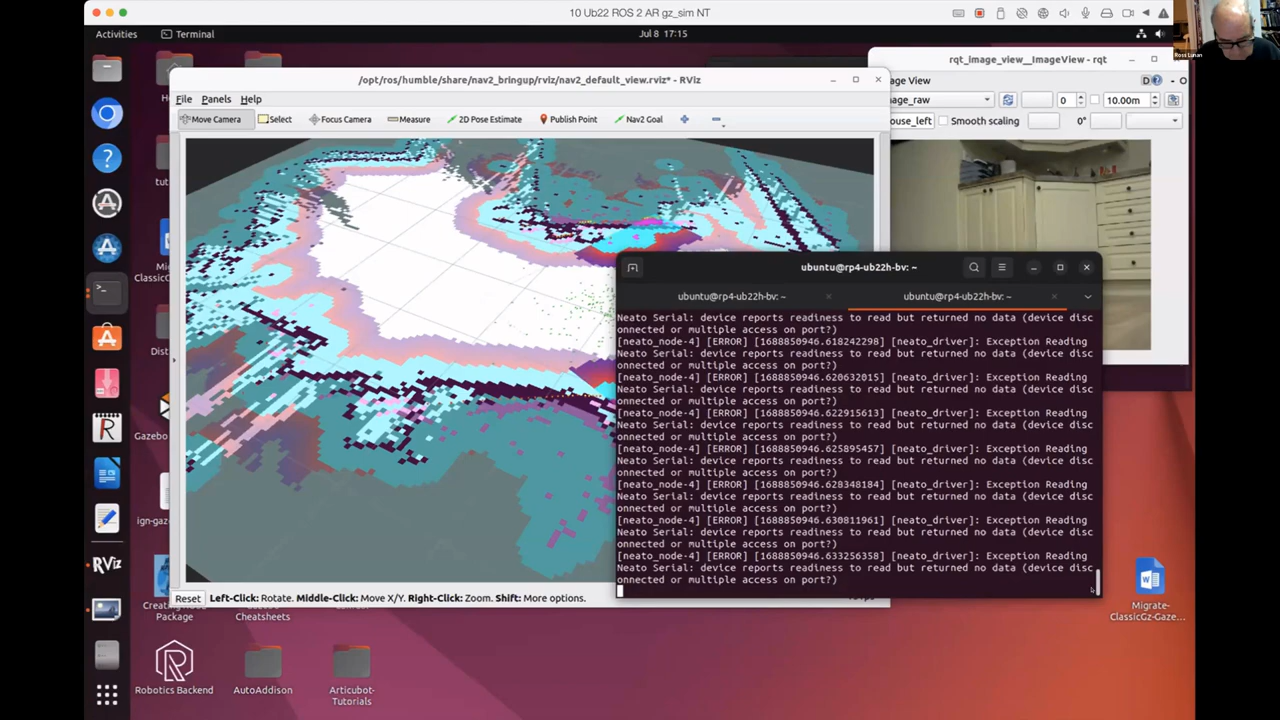 10 Ub22 ROS 2 AR gz_sim NT
Ross Lunan
Activities
Terminal
Jul 8 17:15
/opt/ros/humble/share/nav2_bringup/rviz/nav2_default_view.rviz* - RViz
File Panels Help
Move Camera
Select
Focus Camera
Measure
2D Pose Estimate
Publish Point
Nav2 Goal
rqt_image_view__ImageView - rqt
age View
D
O
age_raw
0
10.00m
ouse_left
Smooth scaling
0°
ubuntu@rp4-ub22h-bv: ~
ubuntu@rp4-ub22h-bv: ~
ubuntu@rp4-ub22h-bv: ~
Neato Serial: device reports readiness to read but returned no data (device disc
onnected or multiple access on port?)
[neato_node-4] [ERROR] [1688850946.618242298] [neato_driver]: Exception Reading
Neato Serial: device reports readiness to read but returned no data (device disc
onnected or multiple access on port?)
[neato_node-4] [ERROR] [1688850946.620632015] [neato_driver]: Exception Reading
Neato Serial: device reports readiness to read but returned no data (device disc
onnected or multiple access on port?)
[neato_node-4] [ERROR] [1688850946.622915613] [neato_driver]: Exception Reading
Neato Serial: device reports readiness to read but returned no data (device disc
onnected or multiple access on port?)
[neato_node-4] [ERROR] [1688850946.625895457] [neato_driver]: Exception Reading
Neato Serial: device reports readiness to read but returned no data (device disc
onnected or multiple access on port?)
[neato_node-4] [ERROR] [1688850946.628348184] [neato_driver]: Exception Reading
Neato Serial: device reports readiness to read but returned no data (device disc
onnected or multiple access on port?)
[neato_node-4] [ERROR] [1688850946.630811961] [neato_driver]: Exception Reading
Neato Serial: device reports readiness to read but returned no data (device disc
onnected or multiple access on port?)
[neato_node-4] [ERROR] [1688850946.633256358] [neato_driver]: Exception Reading
Neato Serial: device reports readiness to read but returned no data (device disc
onnected or multiple access on port?)
Reset
Left-Click: Rotate. Middle-Click: Move X/Y. Right-Click: Zoom. Shift: More options.
H
tut
Migrat
ClassicG
Dist
Gazebo
ign-gaz
Package
Cheatsheets
Robotics Backend
AutoAddison
Articubot-
Tutorials
Migrate-
ClassicGz-Gaze...
RViz